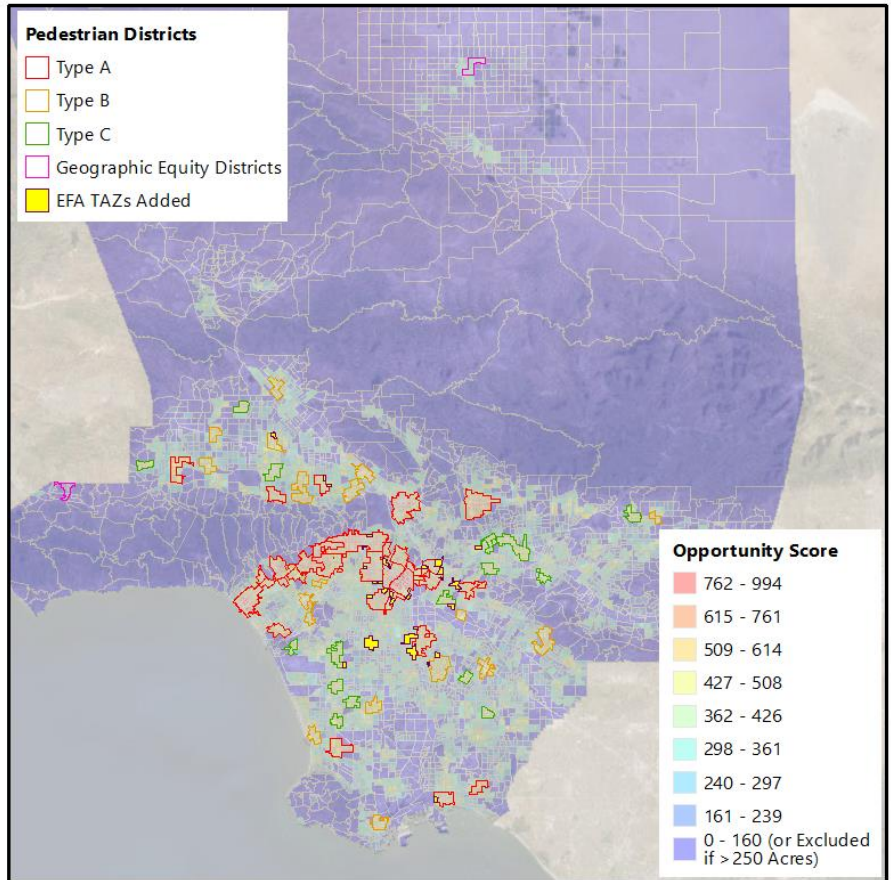 Pedestrian Districts
Type A
Type B
Type C
Geographic Equity Districts
EFA TAZs Added
Opportunity Score
762 - 994
615 - 761
509 - 614
427 - 508
362 - 426
298 - 361
240 - 297
161 - 239
0 - 160 (or Excluded
if >250 Acres)